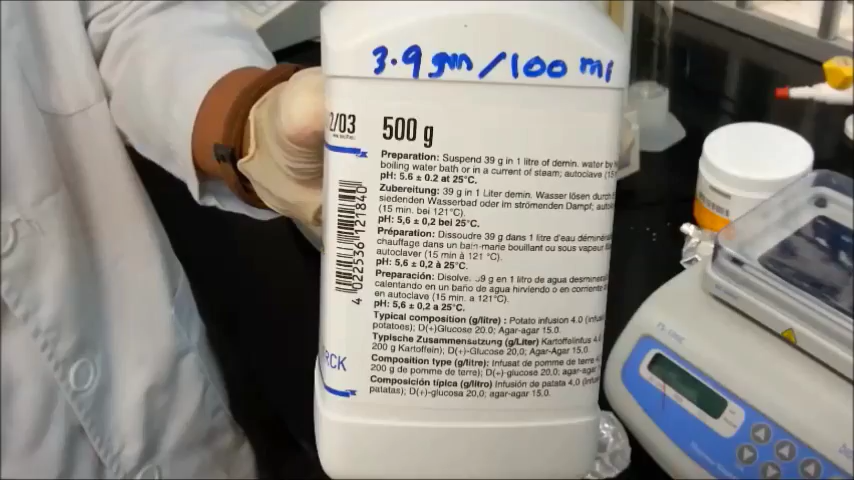 3.9 gm/100 ml
2/03
500 g
Preparation: Suspend 39 g in 1 litre of demin. water by
boiling water bath or in a current of steam; autoclave (15
pH: 5.6 ± 0.2 at 25°C.
Zubereitung: 39 g in 1 Liter demin. Wasser lösen durch
siedenden Wasserbad oder im strömenden Dampf; autoklav
(15 min. bei 121°C).
pH: 5,6 ± 0,2 bei 25°C.
Préparation: Dissoudre 39 g dans 1 litre d'eau déminé
chauffage dans un bain-marie bouillant ou sous vapeur
autoclaver (15 min à 121 °C).
pH: 5,6 ± 0,2 à 25°C.
Preparación: Disolve. 39 g en 1 litro de agua desmine
calentando en un baño de agua hirviendo o en corriente
en autoclave (15 min. a 121°C).
pH: 5,6 ± 0,2 a 25°C.
Typical composition (g/litre) : Potato infusion 4.0 (
potatoes); D(+)Glucose 20.0; Agar-agar 15.0.
Typische Zusammensetzung (g/Liter) Kartoffelinfus 4
200 g Kartoffeln); D(+)-Glucose 20,0; Agar-Agar 15.0.
Composition type (g/litre): Infusat de pomme de terre 4
200 g de pomme de terre); D(+)-glucose 20,0; agar-agar
Composición típica (g/litro) Infusión de patata 4,0 (
patatas); D(+)-glucosa 20,0; agar-agar 15.0.
4 022536 121840
RCK